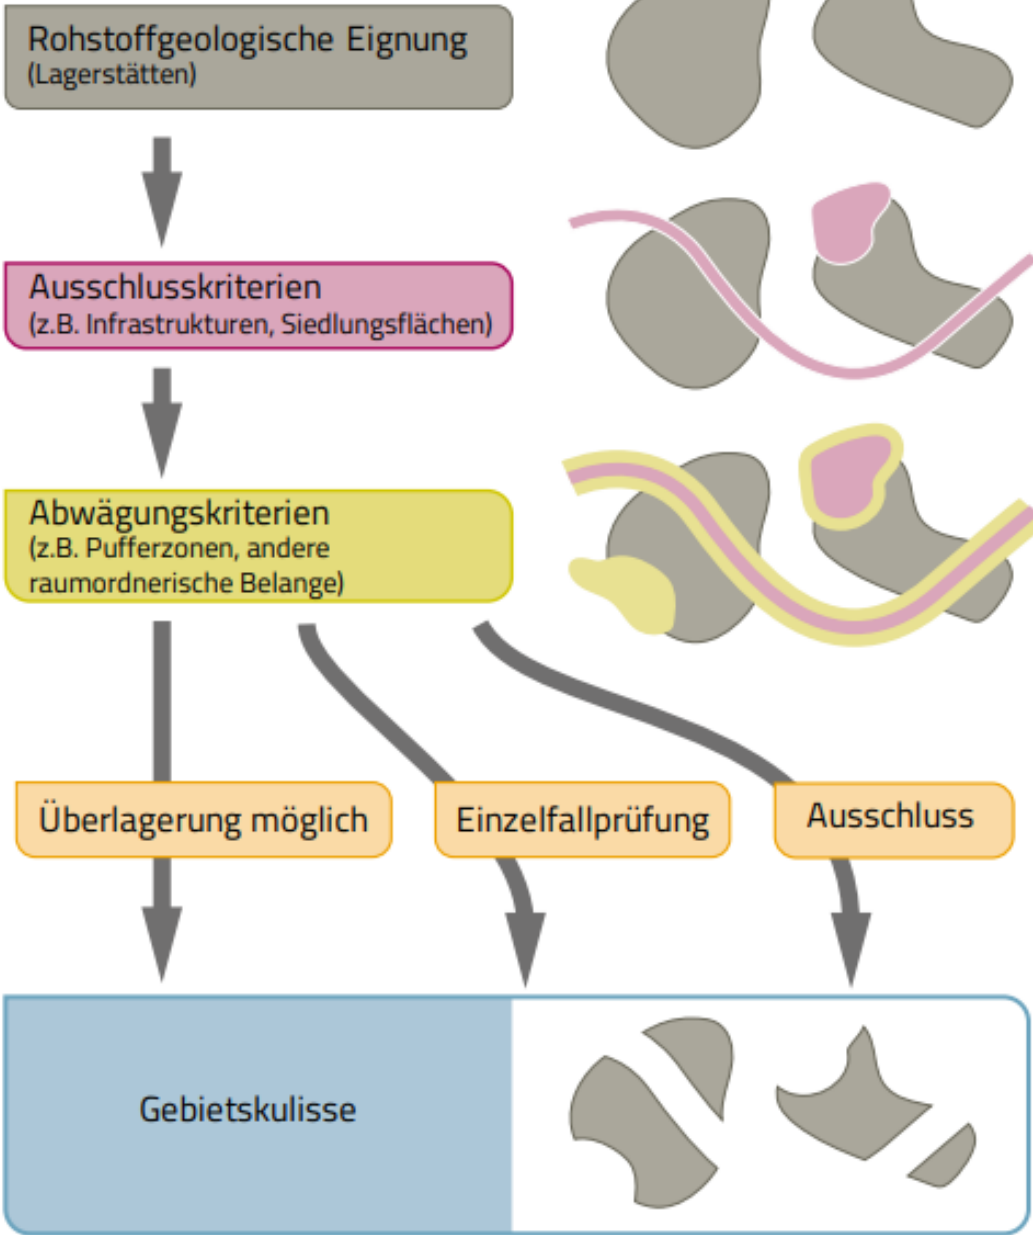 Rohstoffgeologische Eignung
(Lagerstätten)
Ausschlusskriterien
(z.B. Infrastrukturen, Siedlungsflächen)
Abwägungskriterien
(z.B. Pufferzonen, andere
raumordnerische Belange)
Überlagerung möglich
Einzelfallprüfung
Ausschluss
Gebietskulisse